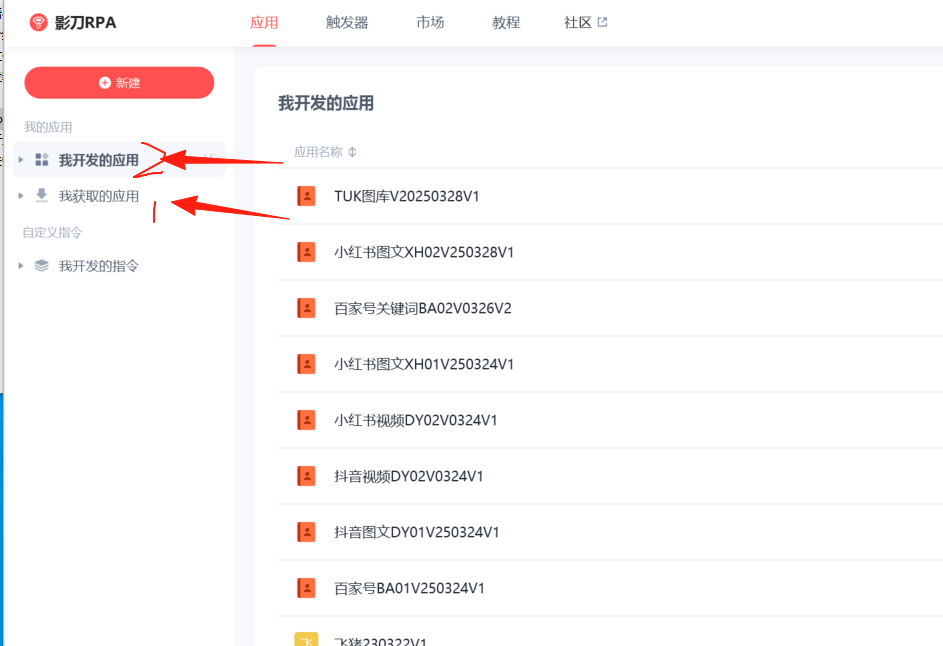 影刀RPA
应用
触发器
市场
教程
社区
新建
我的应用
我开发的应用
我获取的应用
自定义指令
我开发的指令
我开发的应用
应用名称
TUK图库V20250328V1
小红书图文XH02V250328V1
百家号关键词BA02V0326V2
小红书图文XH01V250324V1
小红书视频DY02V0324V1
抖音视频DY02V0324V1
抖音图文DY01V250324V1
百家号BA01V250324V1
飞猪230322V1